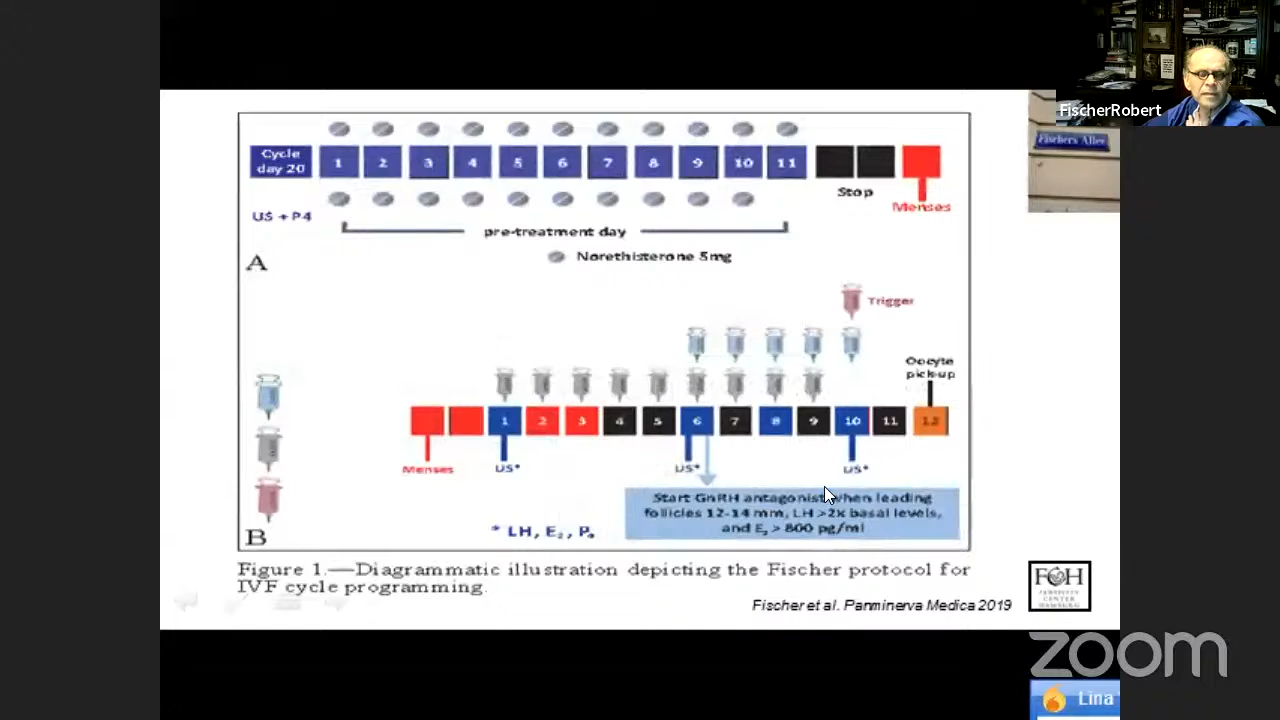 FischerRobert
Fischers Allee
Cycle
day 20
1 2 3 4 5 6 7 8 9 10 11
Stop
Menses
US + P4
pre-treatment day
Norethisterone 5mg
A
Trigger
Oocyte
pick-up
1 2 3 4 5 6 7 8 9 10 11 12
Menses
US*
US*
US*
Start GnRH antagonist when leading
follicles 12-14 mm, LH >2x basal levels,
and E₂ > 800 pg/ml
* LH, E₂, P₄
B
Figure 1.—Diagrammatic illustration depicting the Fischer protocol for
IVF cycle programming.
Fischer et al. Panminerva Medica 2019
FCH
FERTILITY
CENTER
HAMBURG
zoom
Lina